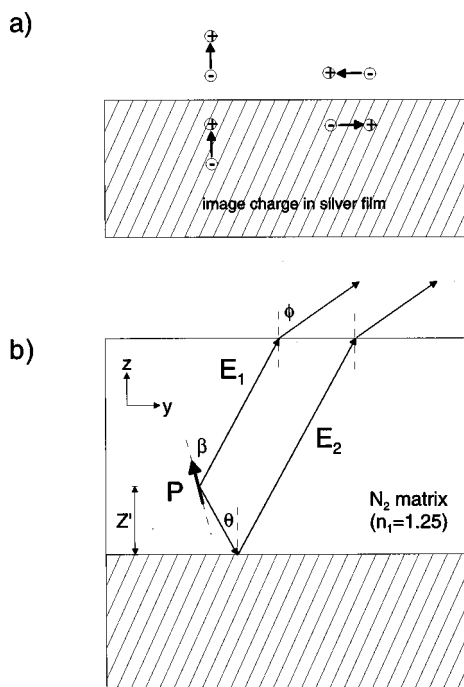 a)
+
-
+ -
+
-
- +
image charge in silver film
b)
ϕ
z
y
E₁
E₂
β
P
θ
Z'
N₂ matrix
(n₁=1.25)